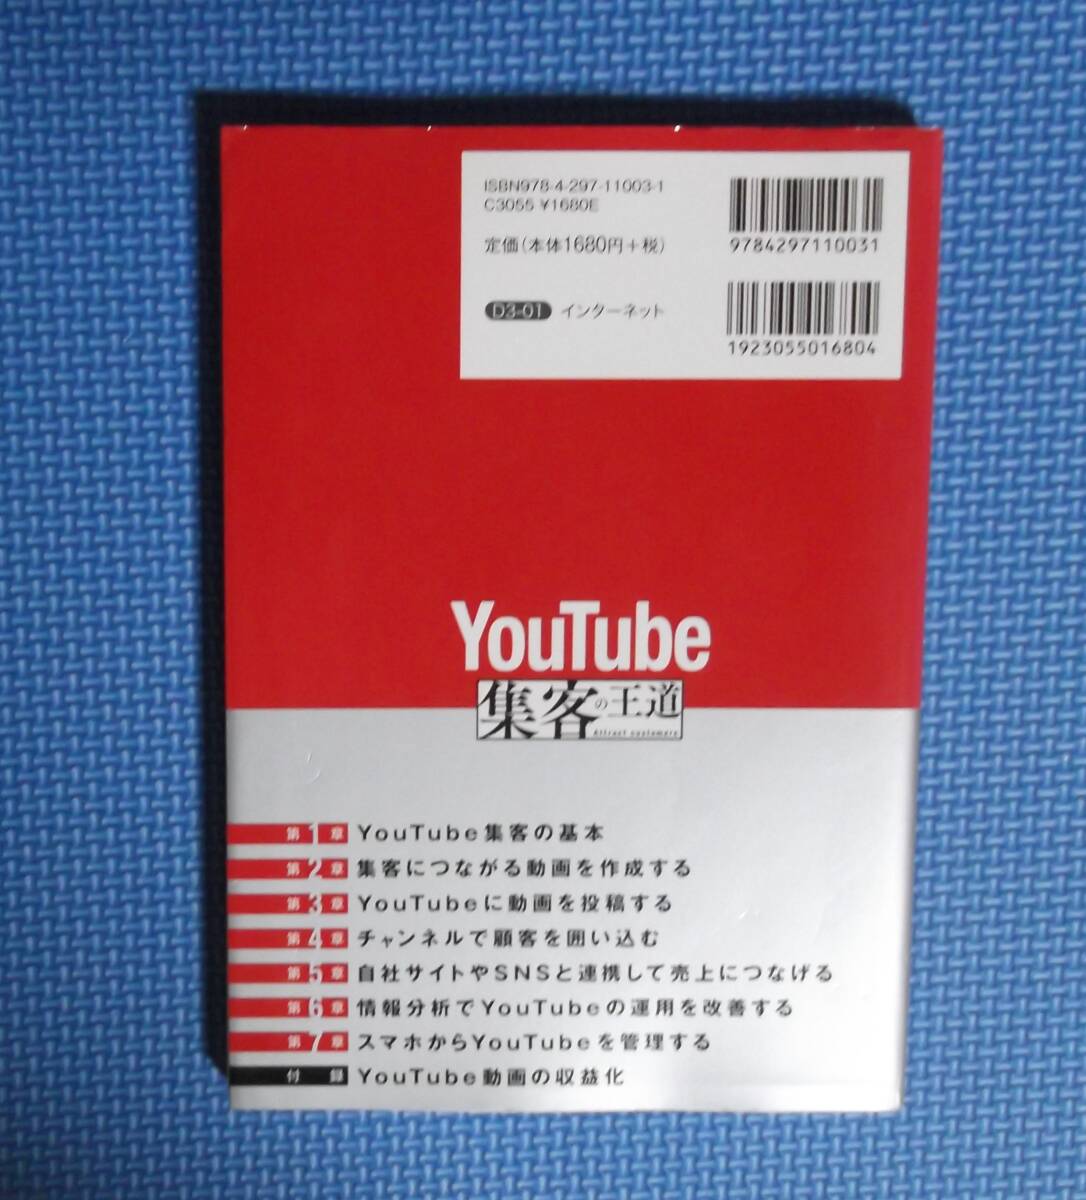 ISBN978-4-297-11003-1
C3055 ¥1680E
定価(本体1680円+税)
D3-01 インターネット
9784297110031
1923055016804
YouTube
集客の王道
Attract customers
第1章 YouTube集客の基本
第2章 集客につながる動画を作成する
第3章 YouTubeに動画を投稿する
第4章 チャンネルで顧客を囲い込む
第5章 自社サイトやSNSと連携して売上につなげる
第6章 情報分析でYouTubeの運用を改善する
第7章 スマホからYouTubeを管理する
付録 YouTube動画の収益化